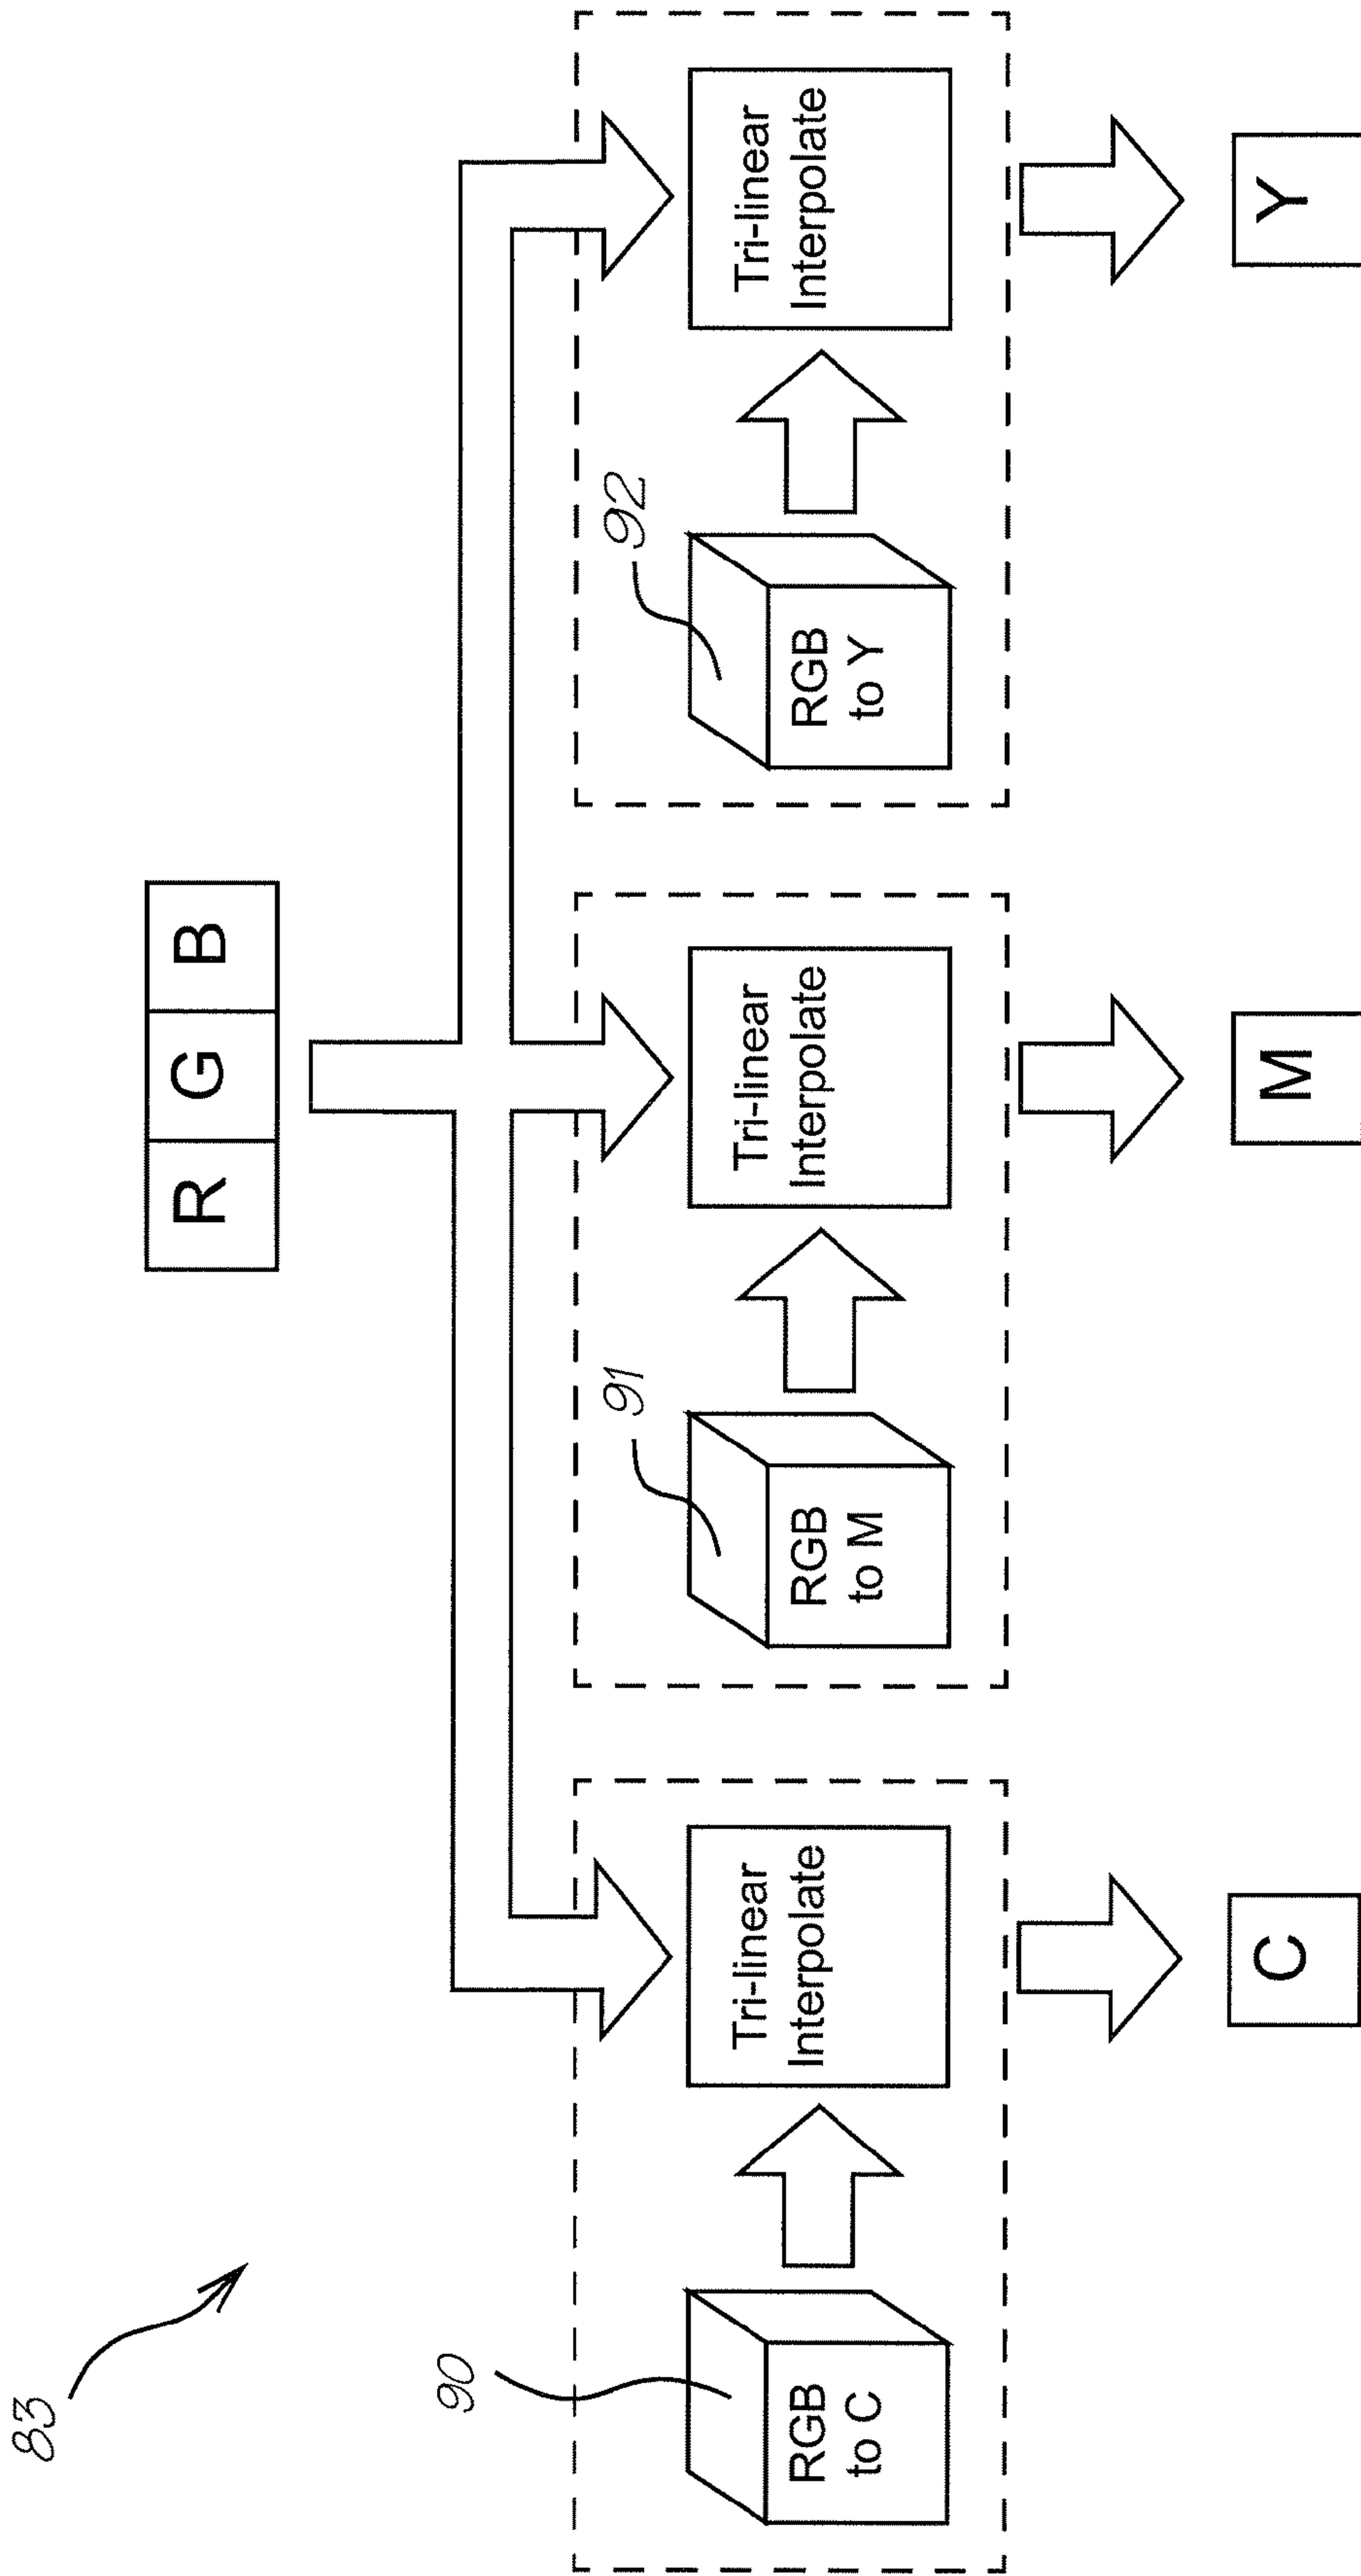 83
R G B
90
RGB
to C
Tri-linear
Interpolate
91
RGB
to M
Tri-linear
Interpolate
92
RGB
to Y
Tri-linear
Interpolate
C
M
Y